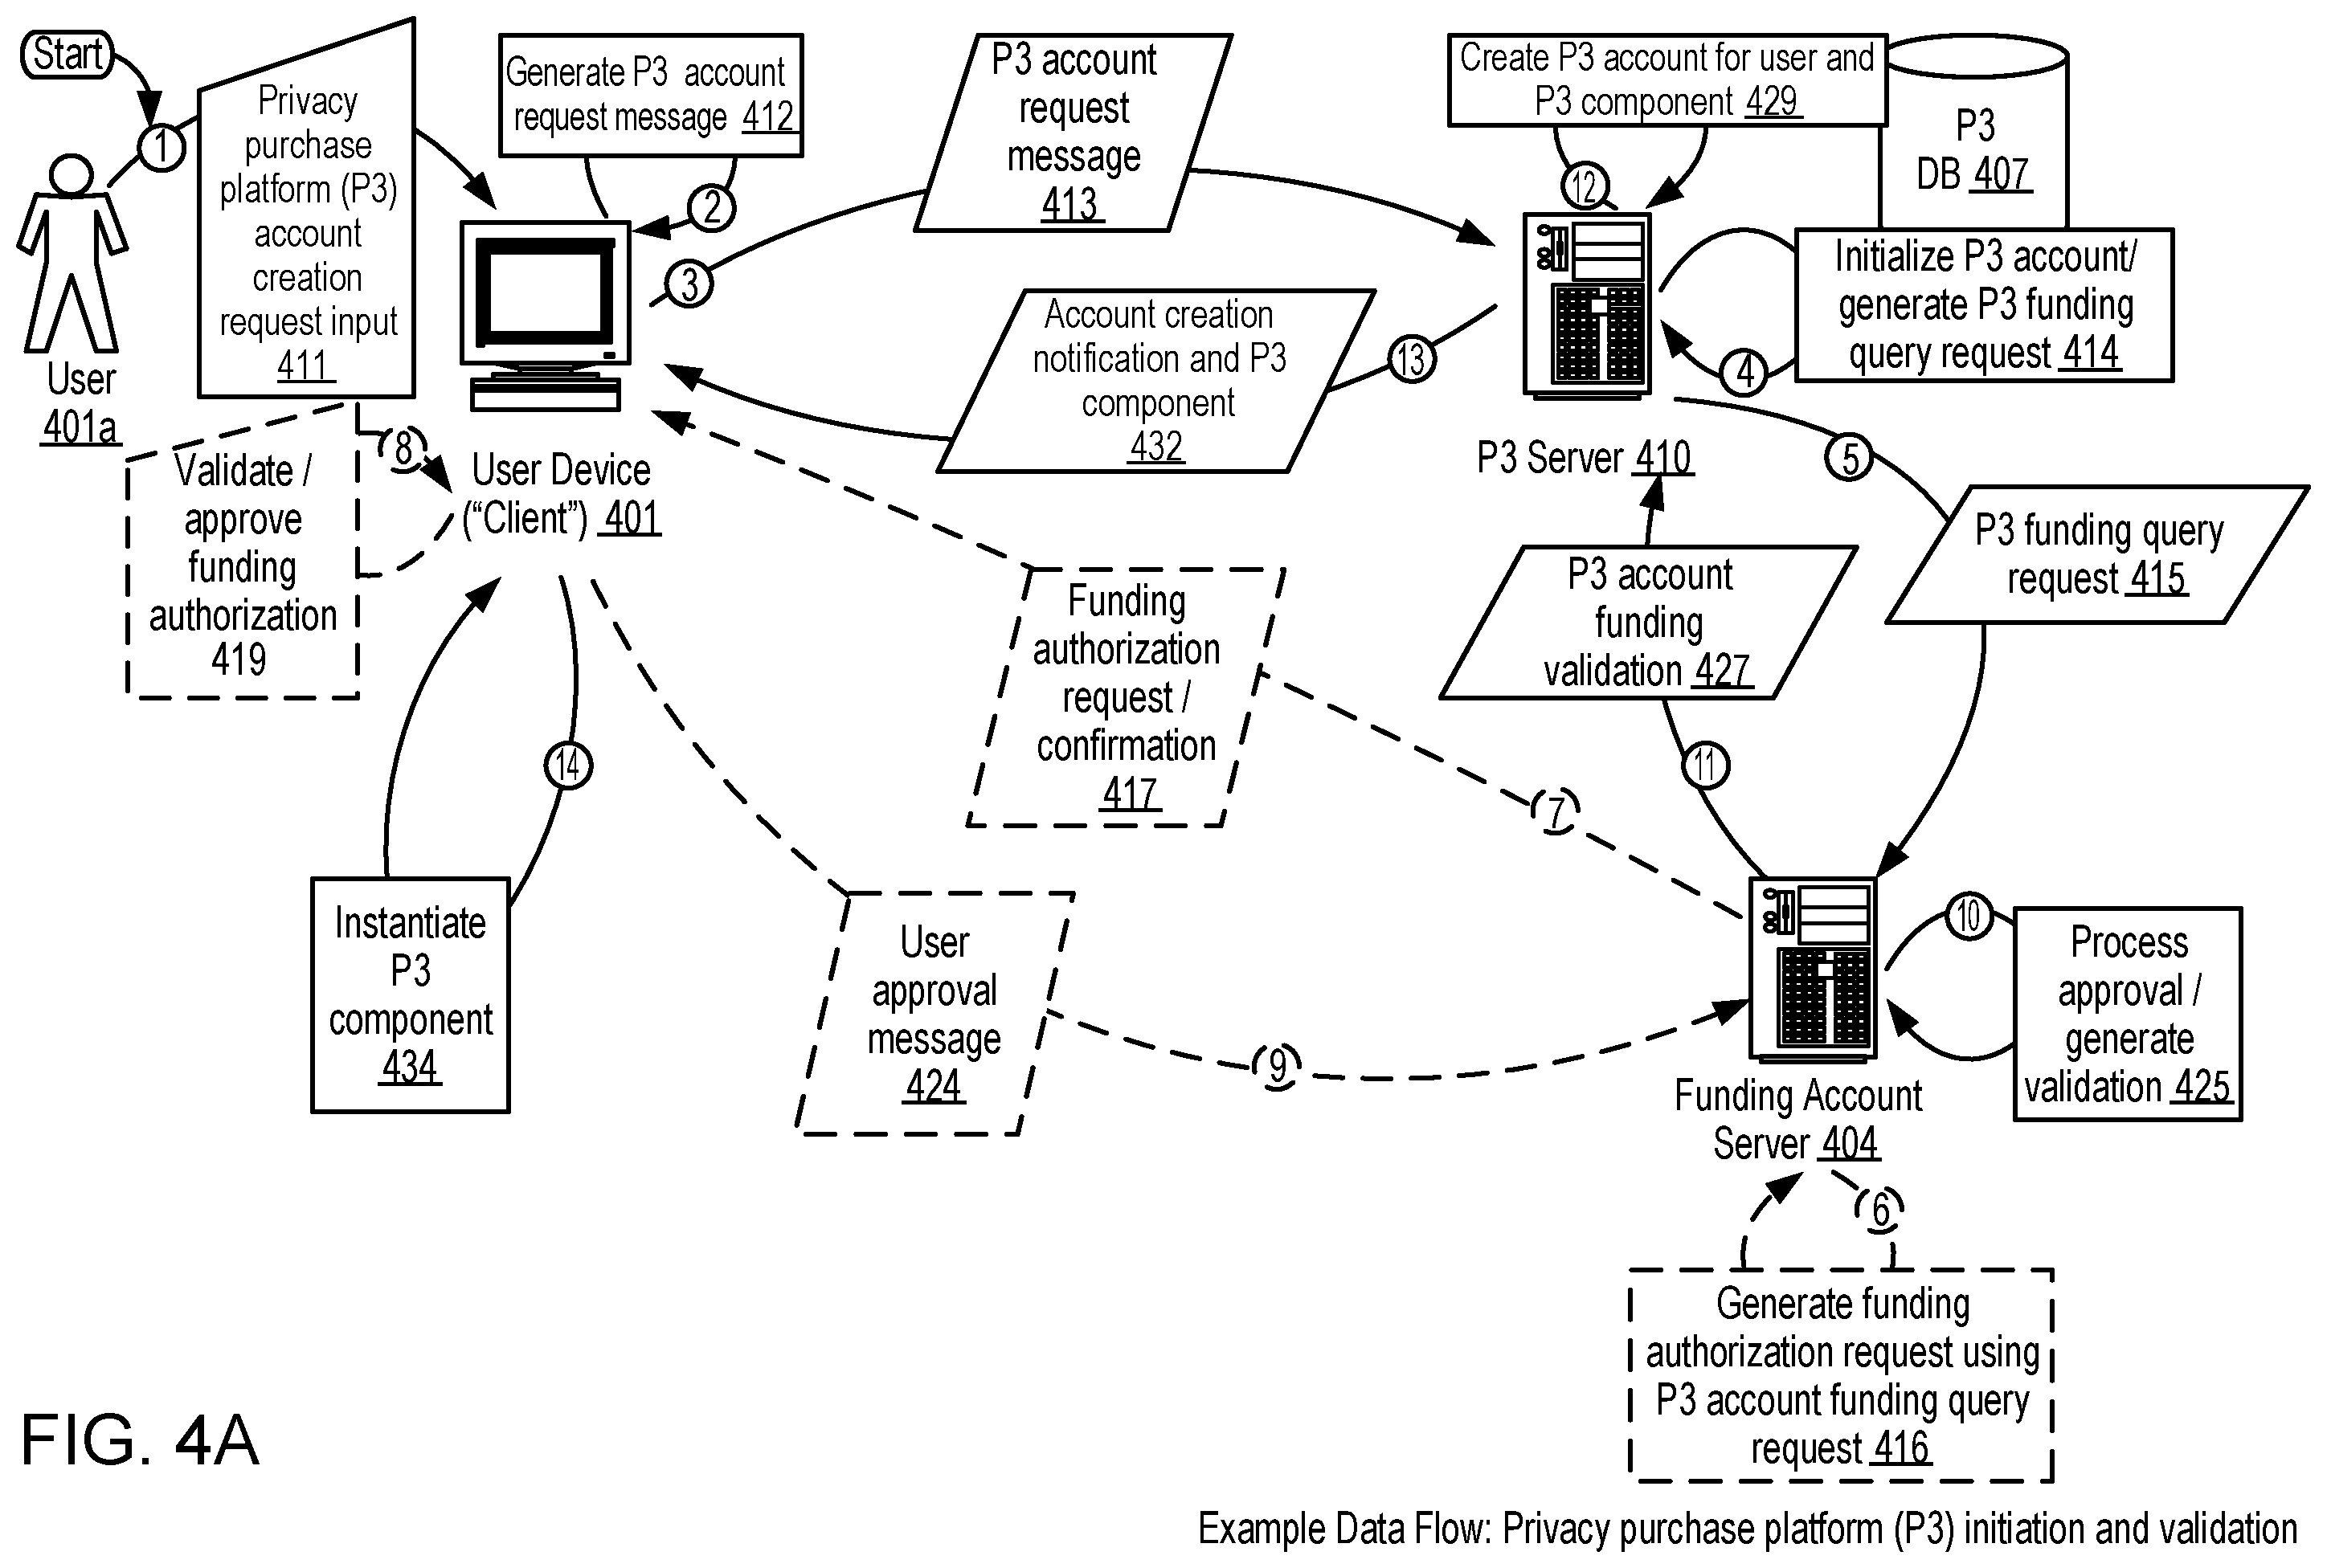 Start
1
User
401a
Privacy
purchase
platform (P3)
account
creation
request input
411
Generate P3 account
request message 412
2
3
P3 account
request
message
413
Create P3 account for user and
P3 component 429
P3
DB 407
12
Initialize P3 account/
generate P3 funding
query request 414
4
Account creation
notification and P3
component
432
13
P3 Server 410
5
P3 funding query
request 415
8
Validate /
approve
funding
authorization
419
User Device
(“Client”) 401
Funding
authorization
request /
confirmation
417
P3 account
funding
validation 427
11
7
14
Instantiate
P3
component
434
User
approval
message
424
9
10
Process
approval /
generate
validation 425
Funding Account
Server 404
6
Generate funding
authorization request using
P3 account funding query
request 416
FIG. 4A
Example Data Flow: Privacy purchase platform (P3) initiation and validation